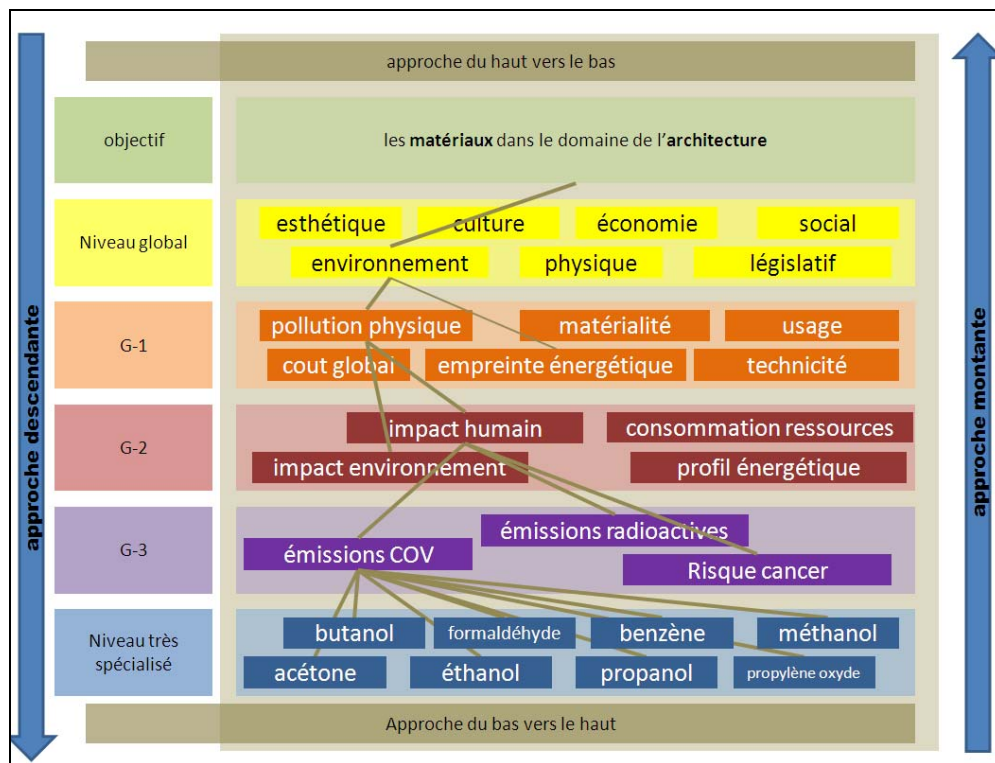 approche du haut vers le bas
objectif
les matériaux dans le domaine de l'architecture
Niveau global
esthétique culture économie social
environnement physique législatif
G-1
pollution physique matérialité usage
cout global empreinte énergétique technicité
G-2
impact humain consommation ressources
impact environnement profil énergétique
G-3
émissions radioactives
émissions COV
Risque cancer
Niveau très
spécialisé
butanol formaldéhyde benzène méthanol
acétone éthanol propanol propylène oxyde
Approche du bas vers le haut
approche descendante
approche montante